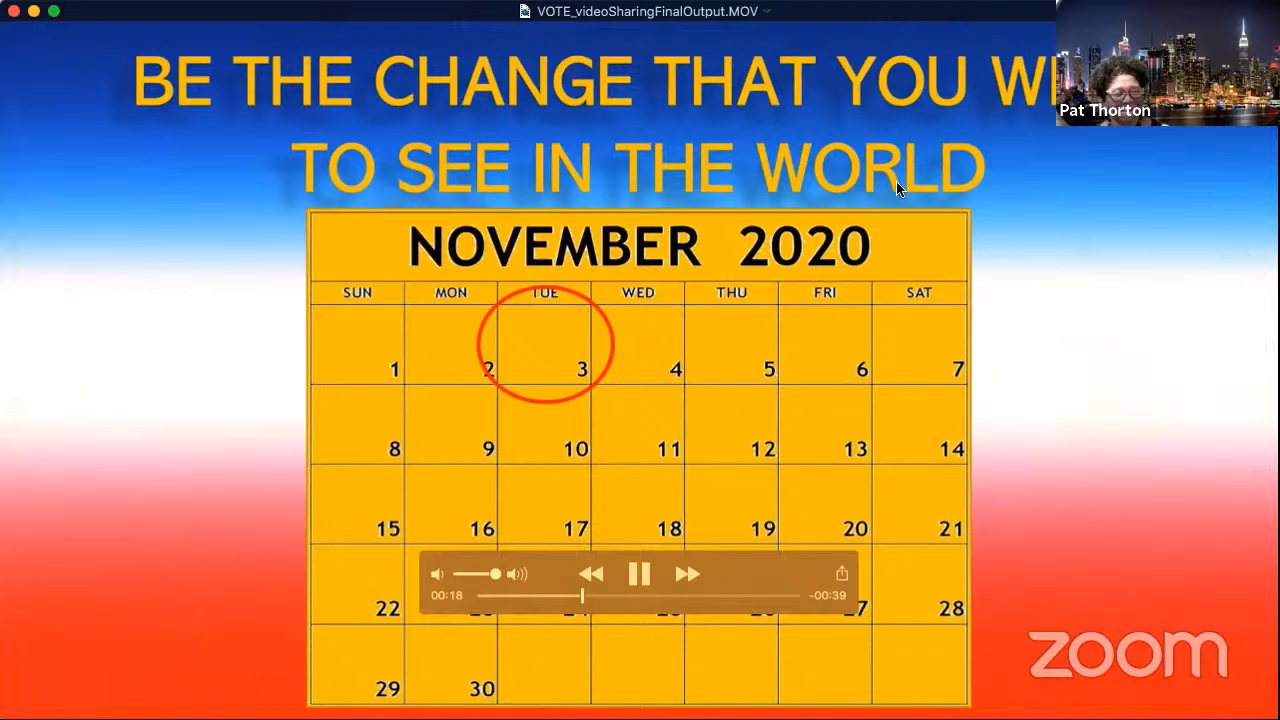 VOTE_videoSharingFinalOutput.MOV
Pat Thorton
BE THE CHANGE THAT YOU
TO SEE IN THE WORLD
NOVEMBER 2020
SUN MON TUE WED THU FRI SAT
1 2 3 4 5 6 7
8 9 10 11 12 13 14
15 16 17 18 19 20 21
22 28
00:18 -00:39
29 30
zoom